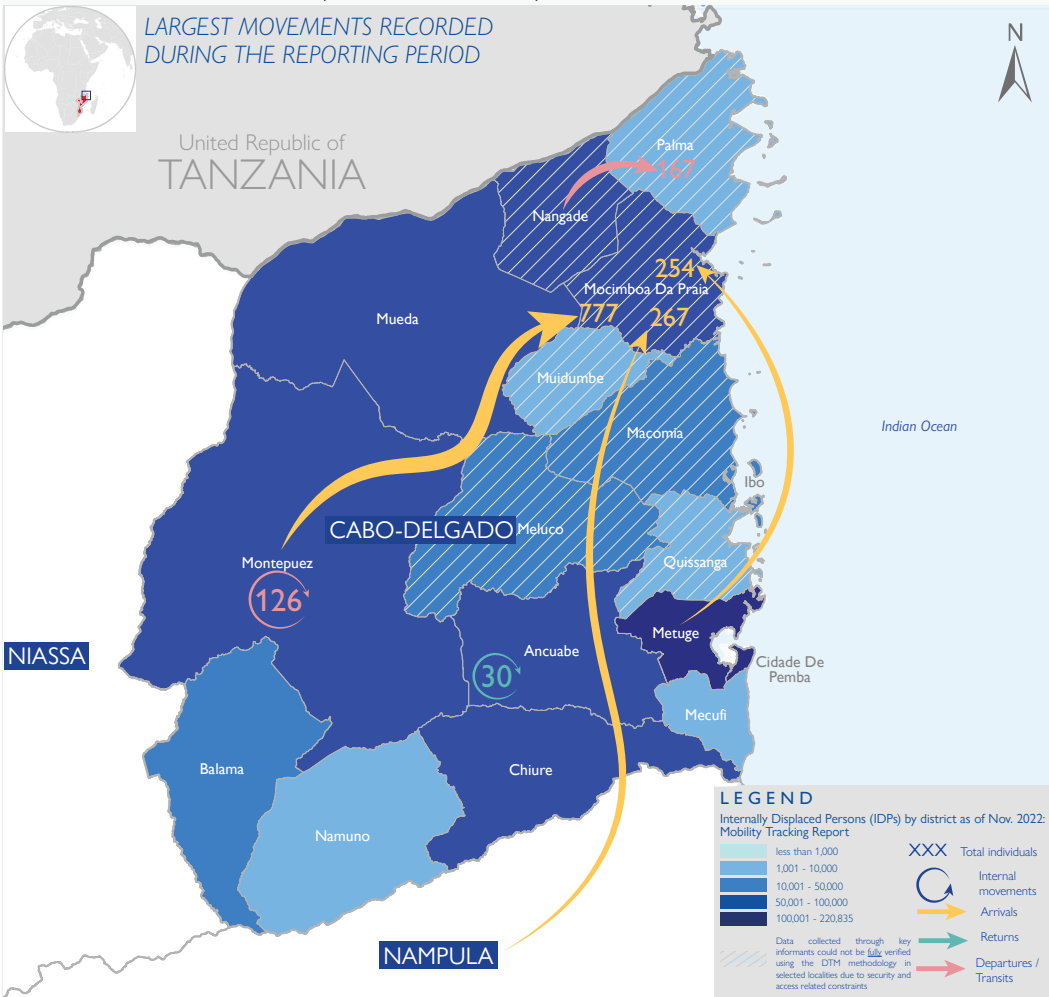 LARGEST MOVEMENTS RECORDED
DURING THE REPORTING PERIOD
N
United Republic of
TANZANIA
Palma
167
Nangade
254
Mocimboa Da Praia
777
267
Mueda
Muidumbe
Macomia
Indian Ocean
Ibo
CABO-DELGADO
Meluco
Montepuez
126
Quissanga
Metuge
NIASSA
Ancuabe
30
Cidade De
Pemba
Mecufi
Balama
Chiure
Namuno
NAMPULA
LEGEND
Internally Displaced Persons (IDPs) by district as of Nov. 2022:
Mobility Tracking Report
less than 1,000
1,001 - 10,000
10,001 - 50,000
50,001 - 100,000
100,001 - 220,835
Data collected through key
informants could not be fully verified
using the DTM methodology in
selected localities due to security and
access related constraints
XXX Total individuals
Internal
movements
Arrivals
Returns
Departures /
Transits